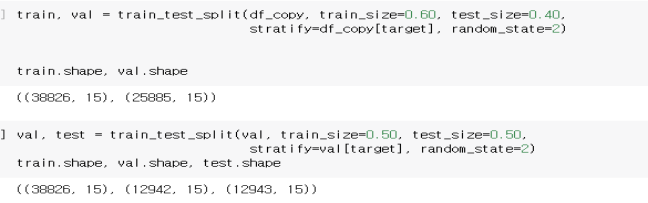 ] train, val = train_test_split(df_copy, train_size=0.60, test_size=0.40,
stratify=df_copy[target], random_state=2)
train.shape, val.shape
((38826, 15), (25885, 15))
] val, test = train_test_split(val, train_size=0.50, test_size=0.50,
stratify=val[target], random_state=2)
train.shape, val.shape, test.shape
((38826, 15), (12942, 15), (12943, 15))